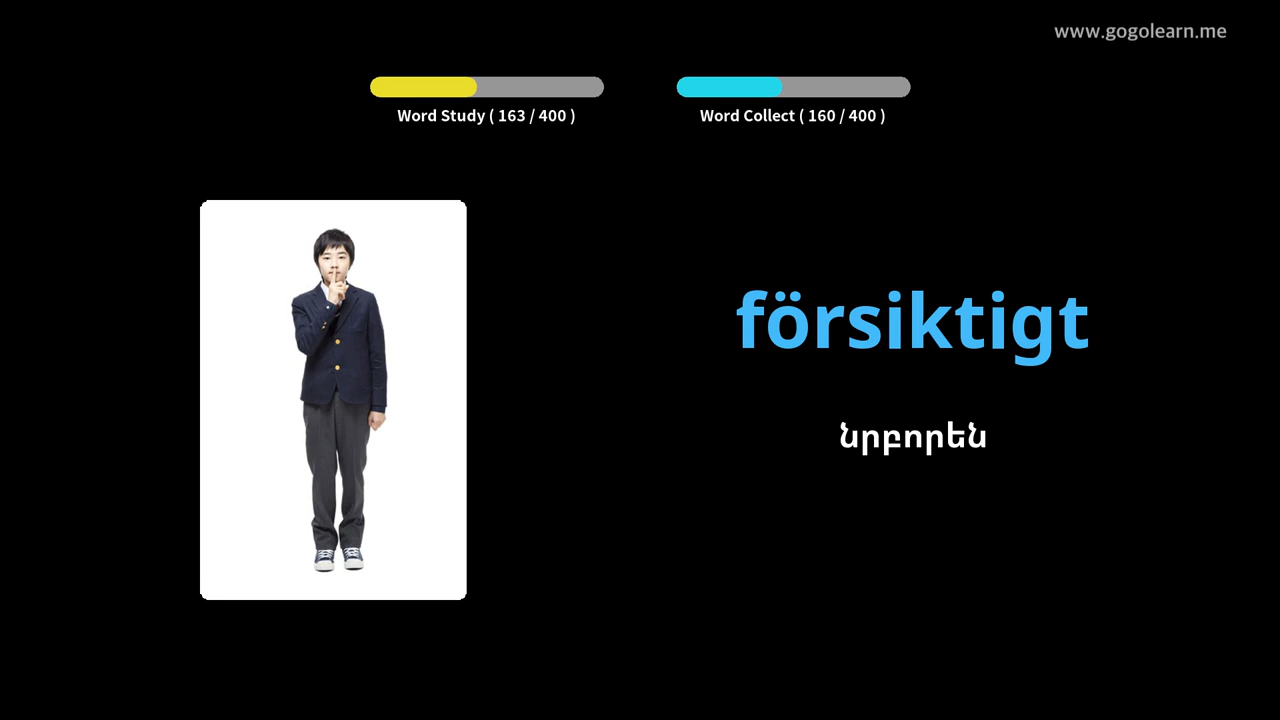 www.gogolearn.me
Word Study ( 163 / 400 )
Word Collect ( 160 / 400 )
försiktigt
նրբորեն